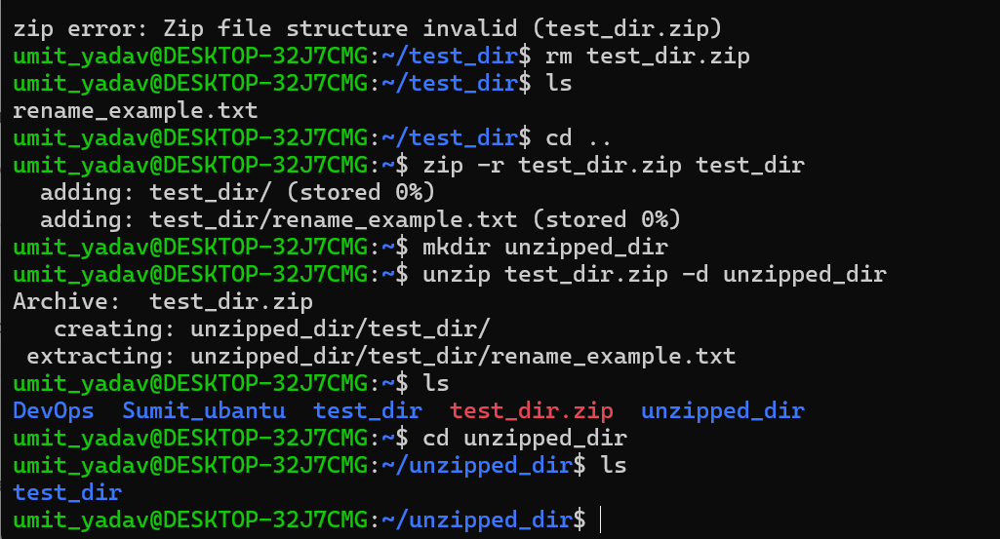 zip error: Zip file structure invalid (test_dir.zip)
umit_yadav@DESKTOP-32J7CMG:~/test_dir$ rm test_dir.zip
umit_yadav@DESKTOP-32J7CMG:~/test_dir$ ls
rename_example.txt
umit_yadav@DESKTOP-32J7CMG:~/test_dir$ cd ..
umit_yadav@DESKTOP-32J7CMG:~$ zip -r test_dir.zip test_dir
  adding: test_dir/ (stored 0%)
  adding: test_dir/rename_example.txt (stored 0%)
umit_yadav@DESKTOP-32J7CMG:~$ mkdir unzipped_dir
umit_yadav@DESKTOP-32J7CMG:~$ unzip test_dir.zip -d unzipped_dir
Archive:  test_dir.zip
   creating: unzipped_dir/test_dir/
 extracting: unzipped_dir/test_dir/rename_example.txt
umit_yadav@DESKTOP-32J7CMG:~$ ls
DevOps  Sumit_ubantu  test_dir  test_dir.zip  unzipped_dir
umit_yadav@DESKTOP-32J7CMG:~$ cd unzipped_dir
umit_yadav@DESKTOP-32J7CMG:~/unzipped_dir$ ls
test_dir
umit_yadav@DESKTOP-32J7CMG:~/unzipped_dir$